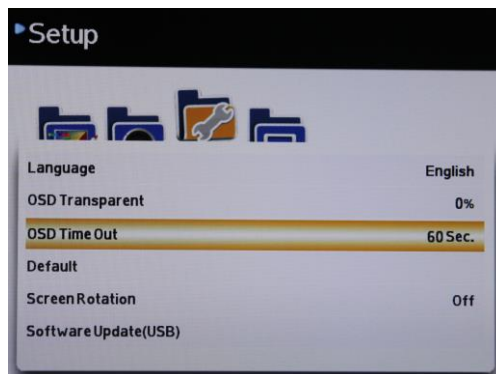 Setup
Language English
OSD Transparent 0%
OSD Time Out 60 Sec.
Default
Screen Rotation Off
Software Update(USB)